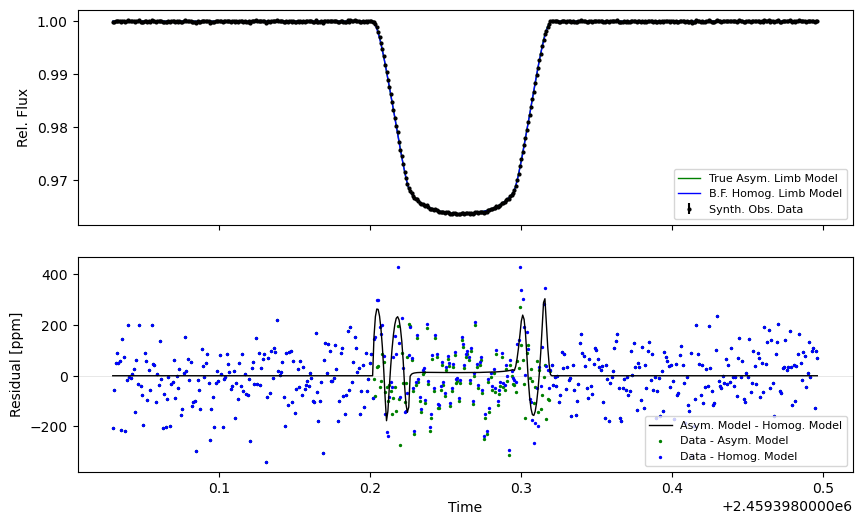 1.00
0.99
0.98
0.97
Rel. Flux
True Asym. Limb Model
B.F. Homog. Limb Model
Synth. Obs. Data
400
200
0
−200
Residual [ppm]
Asym. Model - Homog. Model
Data - Asym. Model
Data - Homog. Model
0.1
0.2
0.3
0.4
0.5
Time
+2.4593980000e6